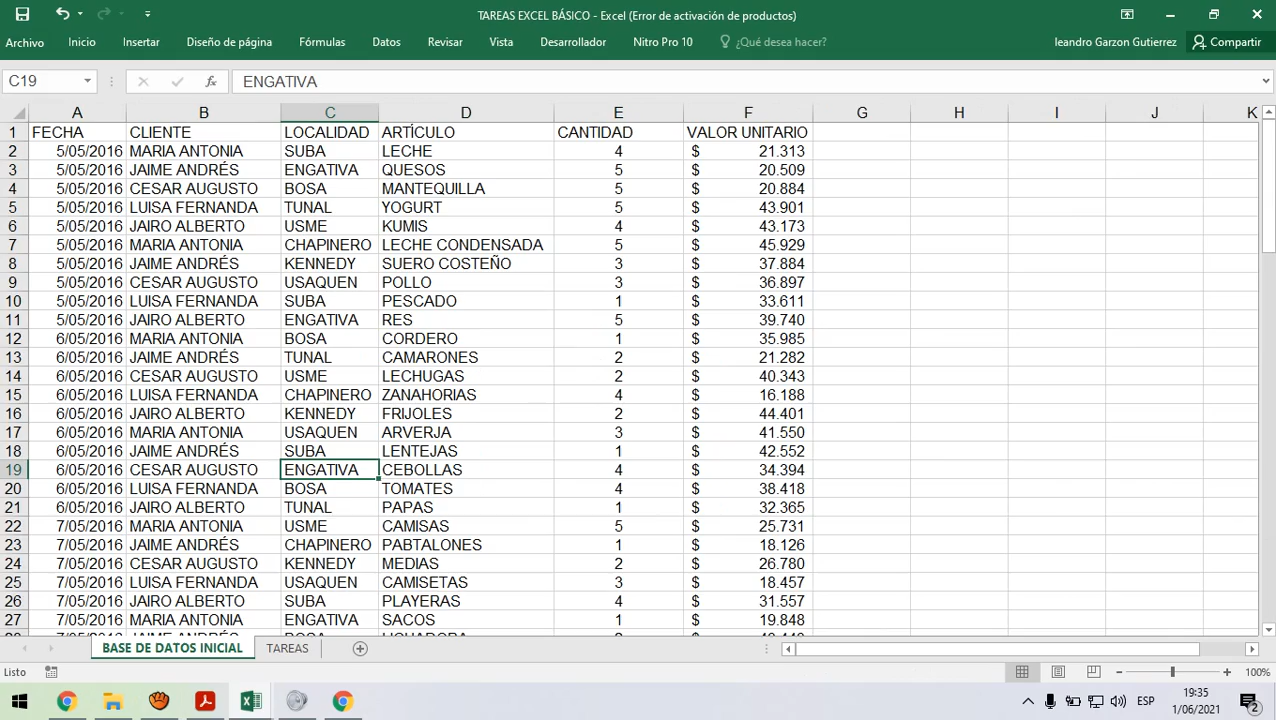 TAREAS EXCEL BÁSICO - Excel (Error de activación de productos)
Archivo Inicio Insertar Diseño de página Fórmulas Datos Revisar Vista Desarrollador Nitro Pro 10 ¿Qué desea hacer? leandro Garzon Gutierrez Compartir
C19 fx ENGATIVA
A B C D E F G H I J K
1 FECHA CLIENTE LOCALIDAD ARTÍCULO CANTIDAD VALOR UNITARIO
2 5/05/2016 MARIA ANTONIA SUBA LECHE 4 $ 21.313
3 5/05/2016 JAIME ANDRÉS ENGATIVA QUESOS 5 $ 20.509
4 5/05/2016 CESAR AUGUSTO BOSA MANTEQUILLA 5 $ 20.884
5 5/05/2016 LUISA FERNANDA TUNAL YOGURT 5 $ 43.901
6 5/05/2016 JAIRO ALBERTO USME KUMIS 4 $ 43.173
7 5/05/2016 MARIA ANTONIA CHAPINERO LECHE CONDENSADA 5 $ 45.929
8 5/05/2016 JAIME ANDRÉS KENNEDY SUERO COSTEÑO 3 $ 37.884
9 5/05/2016 CESAR AUGUSTO USAQUEN POLLO 3 $ 36.897
10 5/05/2016 LUISA FERNANDA SUBA PESCADO 1 $ 33.611
11 5/05/2016 JAIRO ALBERTO ENGATIVA RES 5 $ 39.740
12 6/05/2016 MARIA ANTONIA BOSA CORDERO 1 $ 35.985
13 6/05/2016 JAIME ANDRÉS TUNAL CAMARONES 2 $ 21.282
14 6/05/2016 CESAR AUGUSTO USME LECHUGAS 2 $ 40.343
15 6/05/2016 LUISA FERNANDA CHAPINERO ZANAHORIAS 4 $ 16.188
16 6/05/2016 JAIRO ALBERTO KENNEDY FRIJOLES 2 $ 44.401
17 6/05/2016 MARIA ANTONIA USAQUEN ARVERJA 3 $ 41.550
18 6/05/2016 JAIME ANDRÉS SUBA LENTEJAS 1 $ 42.552
19 6/05/2016 CESAR AUGUSTO ENGATIVA CEBOLLAS 4 $ 34.394
20 6/05/2016 LUISA FERNANDA BOSA TOMATES 4 $ 38.418
21 6/05/2016 JAIRO ALBERTO TUNAL PAPAS 1 $ 32.365
22 7/05/2016 MARIA ANTONIA USME CAMISAS 5 $ 25.731
23 7/05/2016 JAIME ANDRÉS CHAPINERO PABTALONES 1 $ 18.126
24 7/05/2016 CESAR AUGUSTO KENNEDY MEDIAS 2 $ 26.780
25 7/05/2016 LUISA FERNANDA USAQUEN CAMISETAS 3 $ 18.457
26 7/05/2016 JAIRO ALBERTO SUBA PLAYERAS 4 $ 31.557
27 7/05/2016 MARIA ANTONIA ENGATIVA SACOS 1 $ 19.848
BASE DE DATOS INICIAL TAREAS
Listo 100%
ESP 19:35
1/06/2021 2